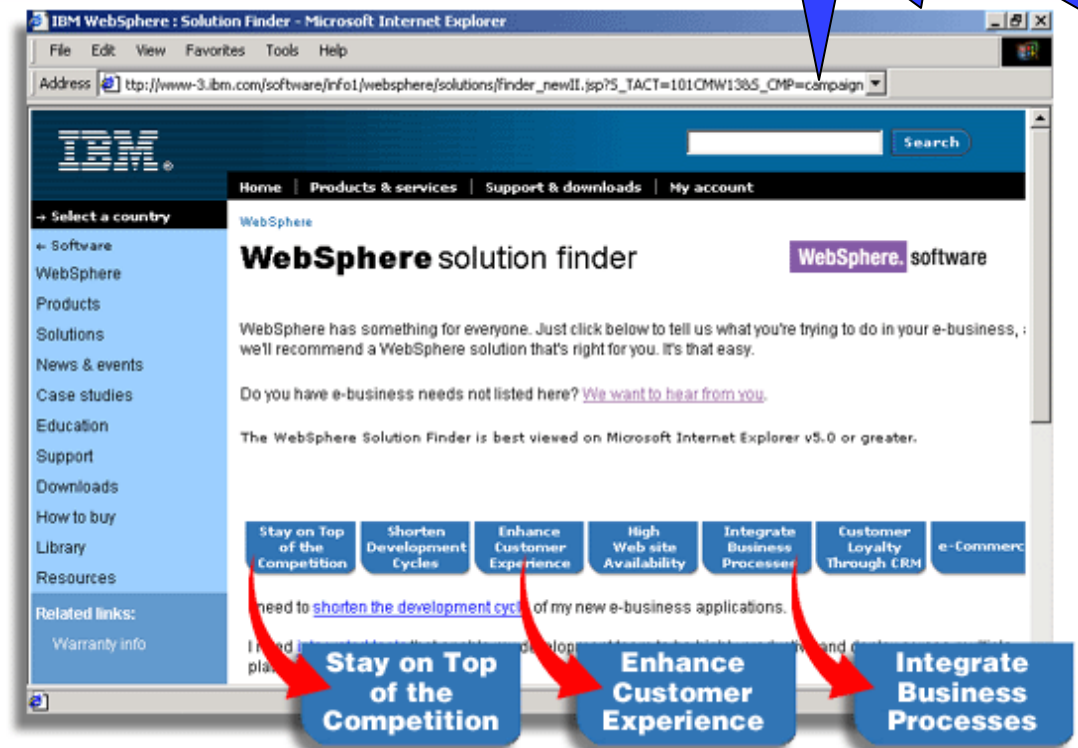 IBM WebSphere : Solution Finder - Microsoft Internet Explorer
File Edit View Favorites Tools Help
Address ttp://www-3.ibm.com/software/info1/websphere/solutions/finder_newII.jsp?S_TACT=101CMW13&S_CMP=campaign
IBM®
Search
Home | Products & services | Support & downloads | My account
→ Select a country
← Software
WebSphere
Products
Solutions
News & events
Case studies
Education
Support
Downloads
How to buy
Library
Resources
Related links:
Warranty info
WebSphere
WebSphere solution finder
WebSphere. software
WebSphere has something for everyone. Just click below to tell us what you're trying to do in your e-business,
we'll recommend a WebSphere solution that's right for you. It's that easy.
Do you have e-business needs not listed here? We want to hear from you.
The WebSphere Solution Finder is best viewed on Microsoft Internet Explorer v5.0 or greater.
Stay on Top
of the
Competition
Shorten
Development
Cycles
Enhance
Customer
Experience
High
Web site
Availability
Integrate
Business
Processes
Customer
Loyalty
Through CRM
e-Commerc
need to shorten the development cycle of my new e-business applications.
I need
Stay on Top
of the
Competition
Enhance
Customer
Experience
Integrate
Business
Processes